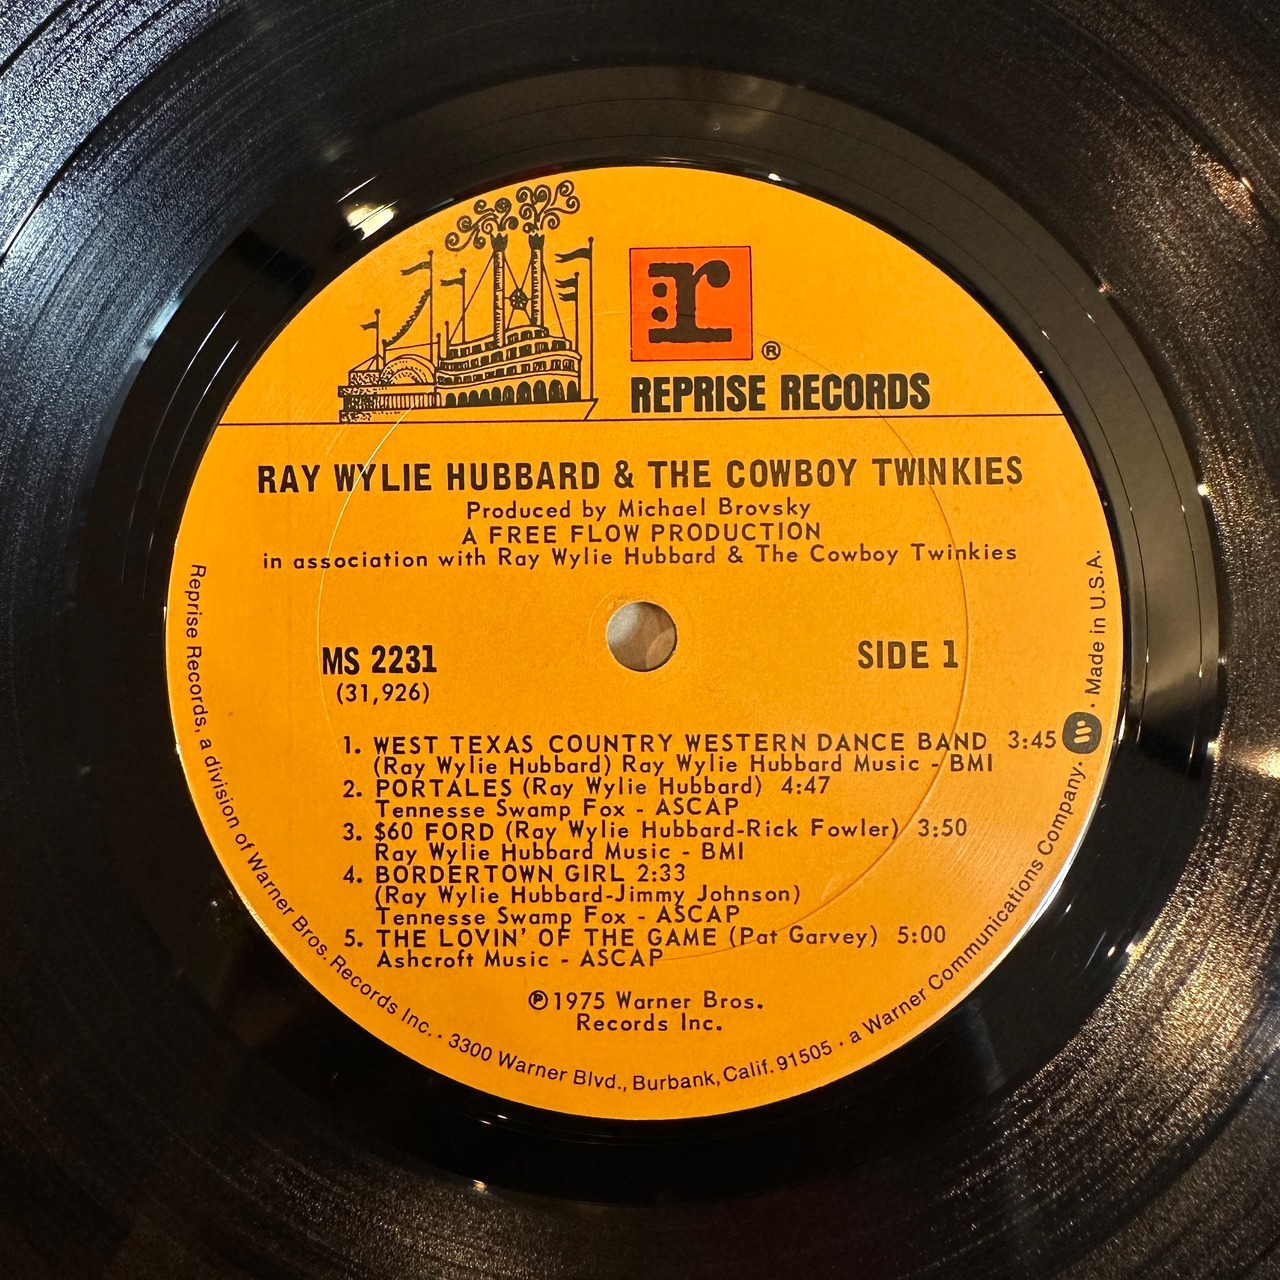 r
®
REPRISE RECORDS
RAY WYLIE HUBBARD & THE COWBOY TWINKIES
Produced by Michael Brovsky
A FREE FLOW PRODUCTION
in association with Ray Wylie Hubbard & The Cowboy Twinkies
MS 2231
(31,926)
SIDE 1
1. WEST TEXAS COUNTRY WESTERN DANCE BAND 3:45
(Ray Wylie Hubbard) Ray Wylie Hubbard Music - BMI
2. PORTALES (Ray Wylie Hubbard) 4:47
Tennesse Swamp Fox - ASCAP
3. $60 FORD (Ray Wylie Hubbard-Rick Fowler) 3:50
Ray Wylie Hubbard Music - BMI
4. BORDERTOWN GIRL 2:33
(Ray Wylie Hubbard-Jimmy Johnson)
Tennesse Swamp Fox - ASCAP
5. THE LOVIN' OF THE GAME (Pat Garvey) 5:00
Ashcroft Music - ASCAP
℗1975 Warner Bros.
Records Inc.
Reprise Records, a division of Warner Bros. Records Inc. · 3300 Warner Blvd., Burbank, Calif. 91505 · a Warner Communications Company. · Made in U.S.A.